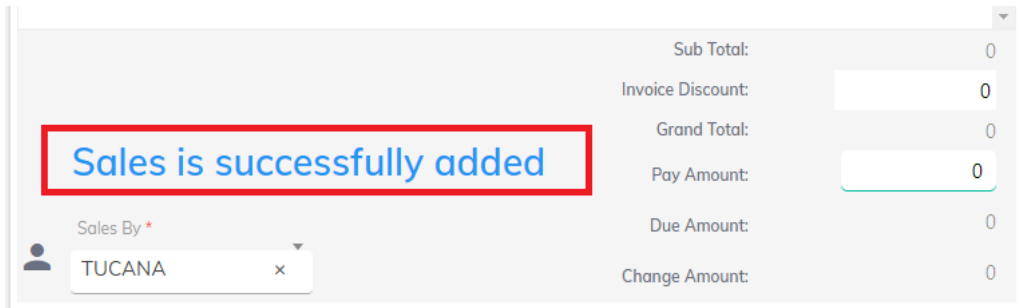 Sub Total: 0
Invoice Discount: 0
Grand Total: 0
Sales is successfully added
Pay Amount: 0
Sales By *
Due Amount: 0
TUCANA ×
Change Amount: 0